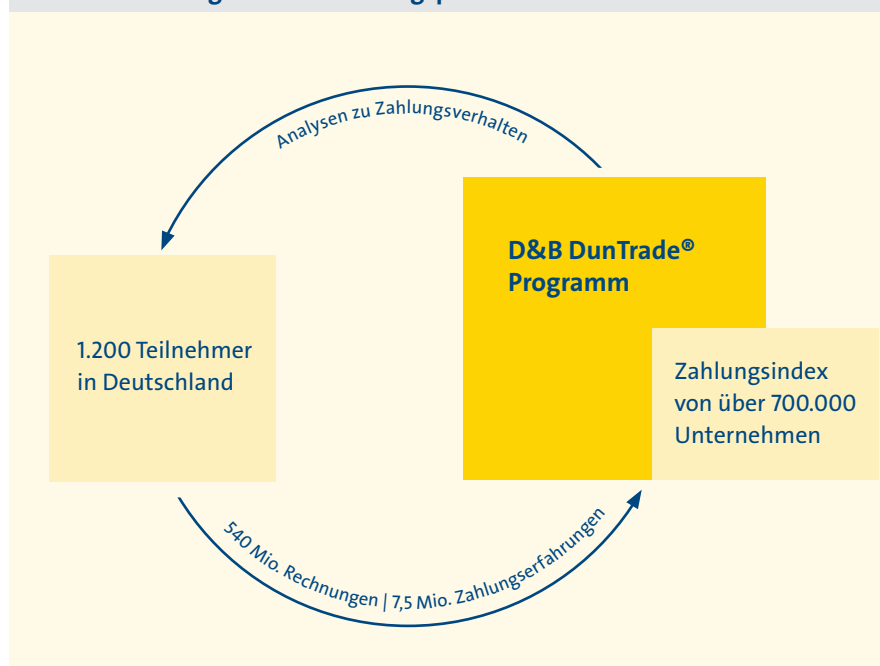 Analysen zu Zahlungsverhalten
D&B DunTrade®
Programm
1.200 Teilnehmer
in Deutschland
Zahlungsindex
von über 700.000
Unternehmen
540 Mio. Rechnungen | 7,5 Mio. Zahlungserfahrungen